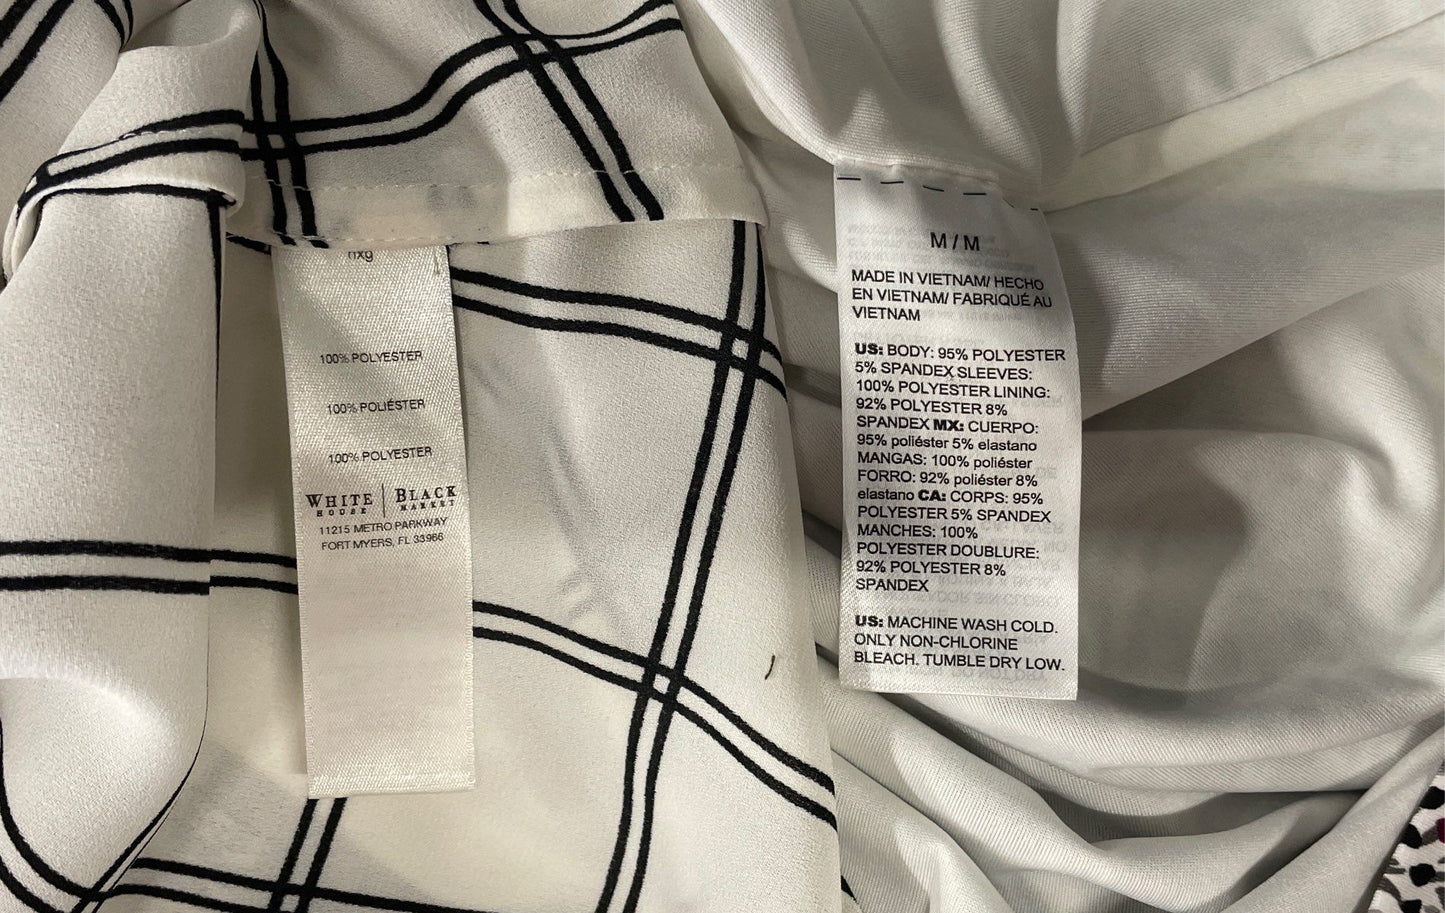 nxg
100% POLYESTER
100% POLIÉSTER
100% POLYESTER
WHITE HOUSE | BLACK MARKET
11215 METRO PARKWAY
FORT MYERS, FL 33966
M / M
MADE IN VIETNAM/ HECHO
EN VIETNAM/ FABRIQUÉ AU
VIETNAM
US: BODY: 95% POLYESTER
5% SPANDEX SLEEVES:
100% POLYESTER LINING:
92% POLYESTER 8%
SPANDEX MX: CUERPO:
95% poliéster 5% elastano
MANGAS: 100% poliéster
FORRO: 92% poliéster 8%
elastano CA: CORPS: 95%
POLYESTER 5% SPANDEX
MANCHES: 100%
POLYESTER DOUBLURE:
92% POLYESTER 8%
SPANDEX
US: MACHINE WASH COLD.
ONLY NON-CHLORINE
BLEACH. TUMBLE DRY LOW.